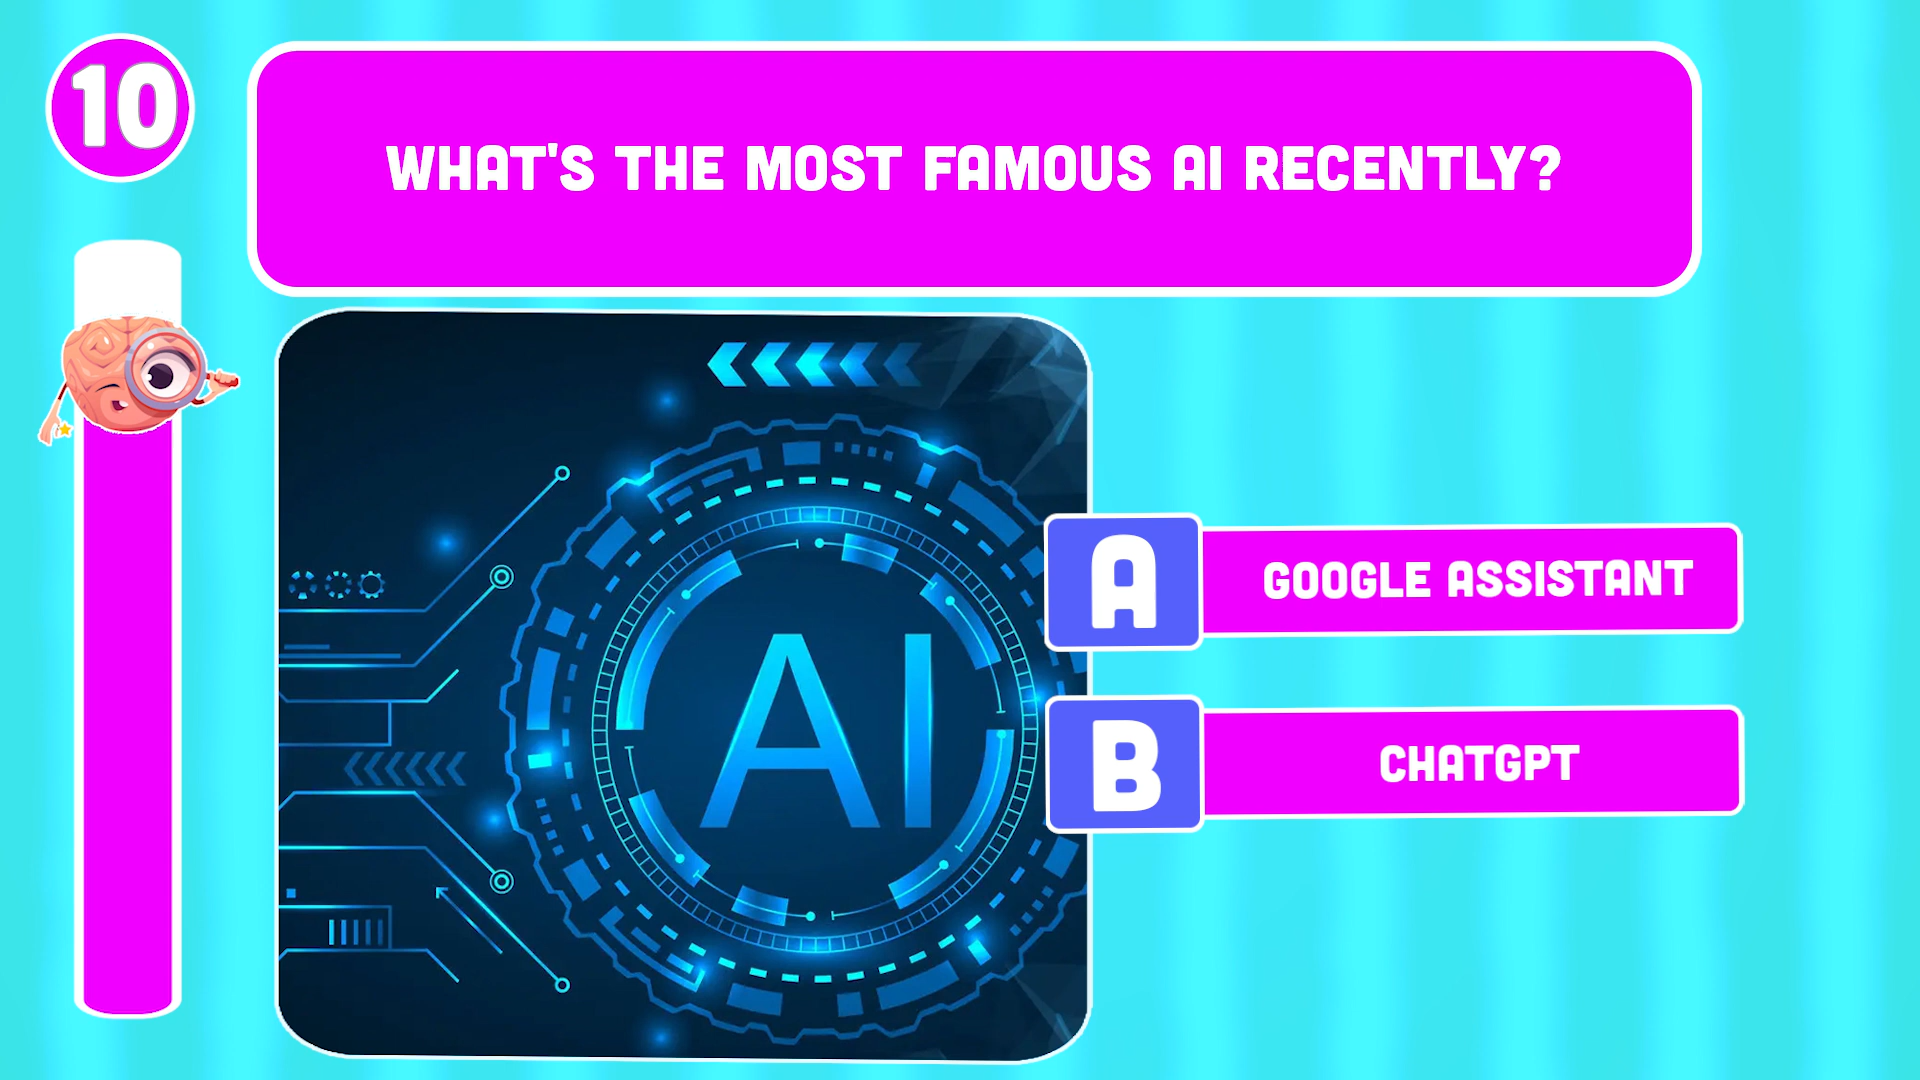 10
WHAT'S THE MOST FAMOUS AI RECENTLY?
AI
A
GOOGLE ASSISTANT
B
CHATGPT